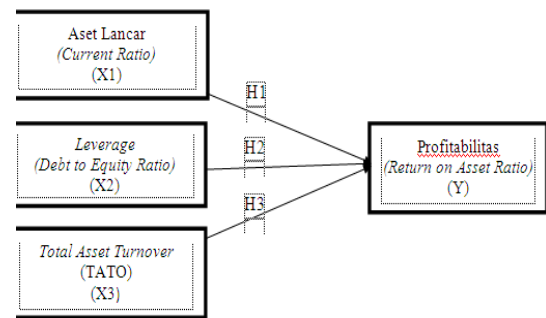 Aset Lancar
(Current Ratio)
(X1)
H1
Leverage
(Debt to Equity Ratio)
(X2)
H2
Profitabilitas
(Return on Asset Ratio)
(Y)
H3
Total Asset Turnover
(TATO)
(X3)